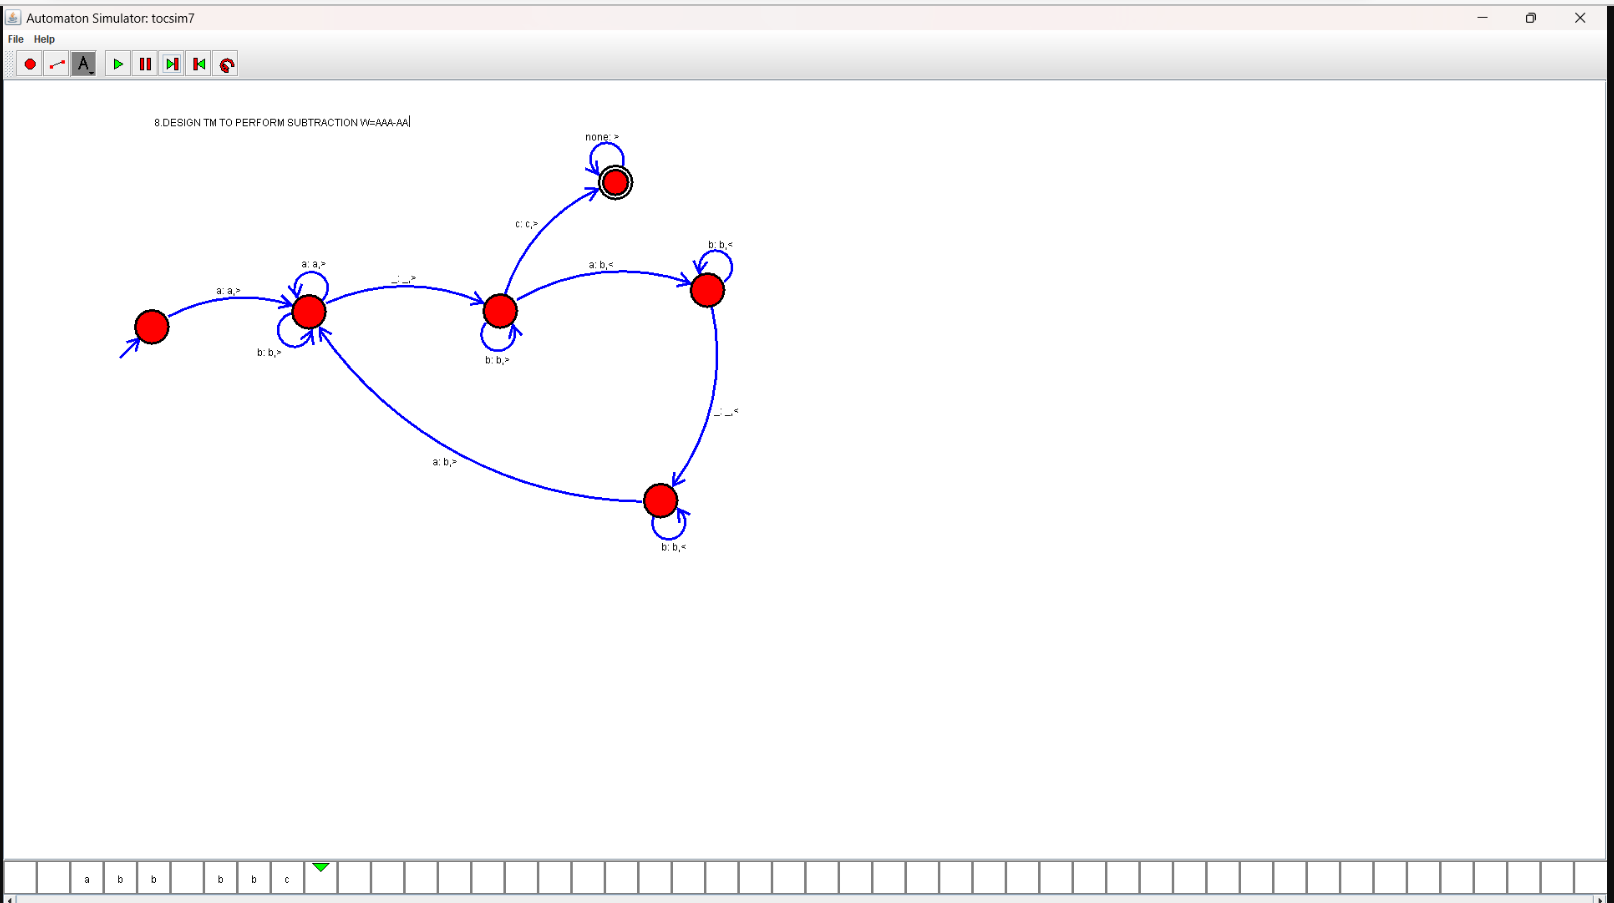 Automaton Simulator: tocsim7
File Help
A
8.DESIGN TM TO PERFORM SUBTRACTION W=AAA-AA
none: >
c: c,>
b: b,<
a: b,<
a: a,>
_: _,>
a: a,>
b: b,>
b: b,>
_: _,<
a: b,>
b: b,<
a b b b b c